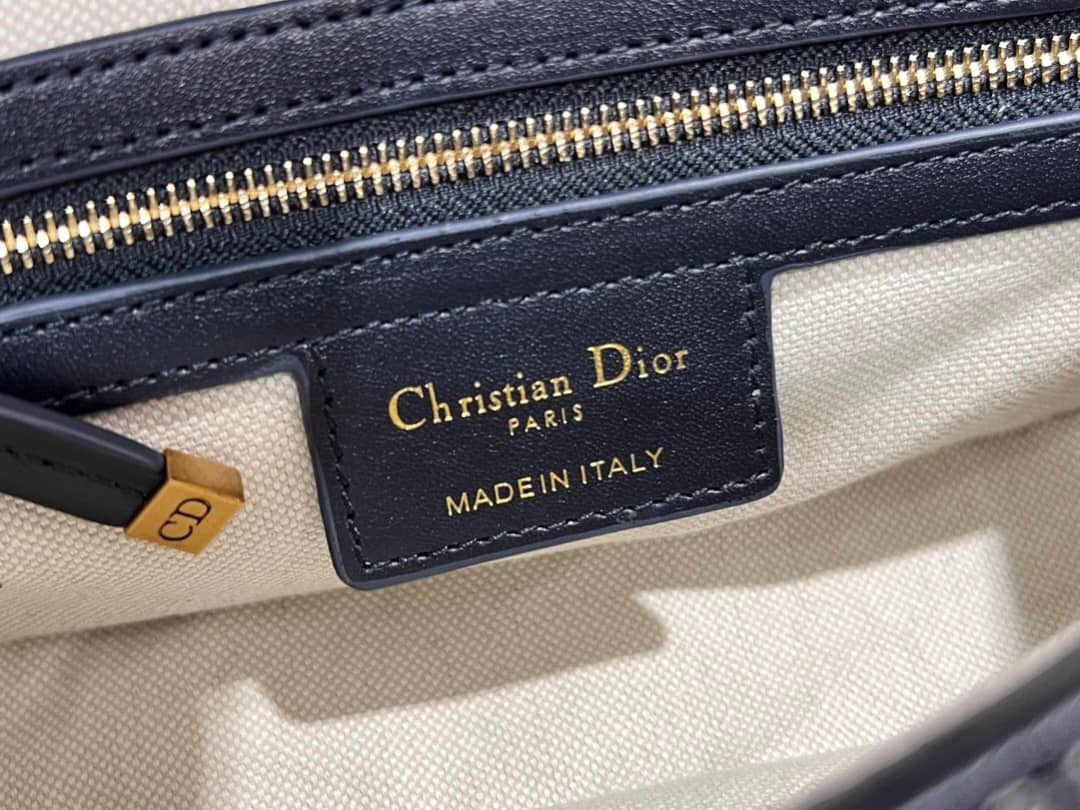 Christian Dior
PARIS
MADE IN ITALY
CD